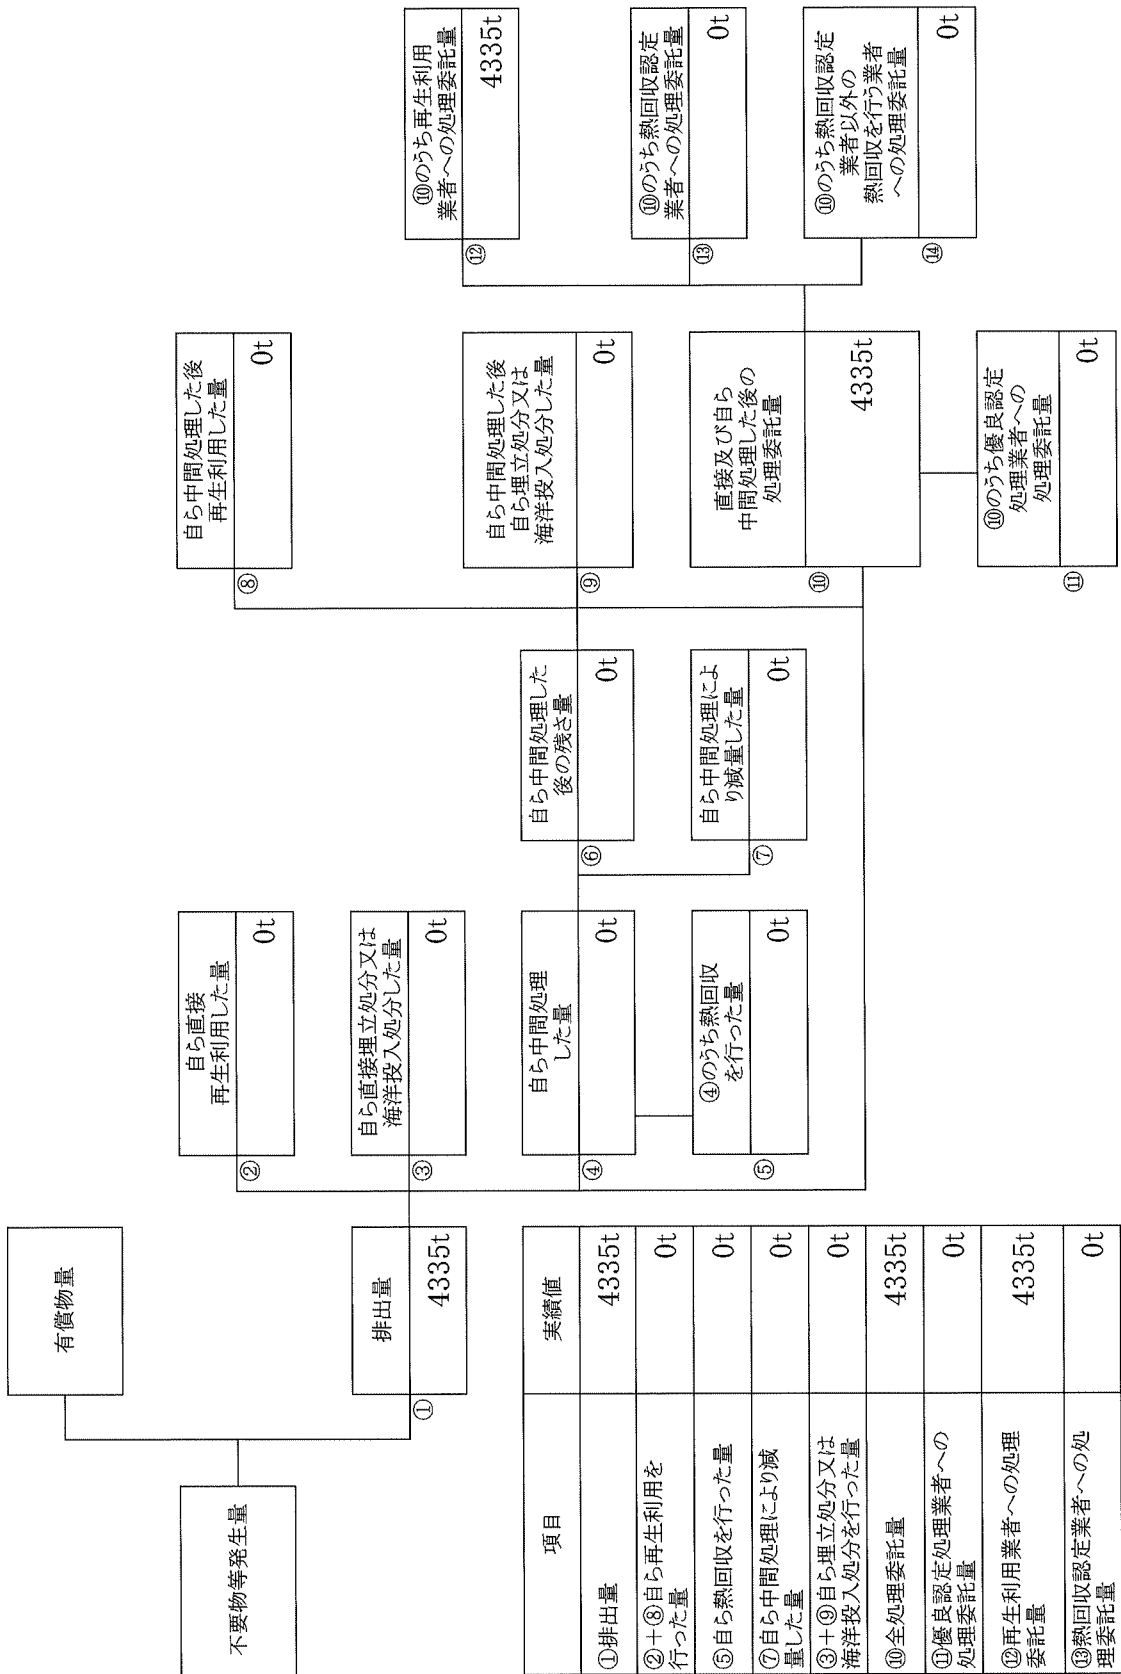 不要物等発生量
有償物量
①
排出量
4335t
②
自ら直接
再生利用した量
0t
③
自ら直接埋立処分又は
海洋投入処分した量
0t
④
自ら中間処理
した量
0t
⑤
④のうち熱回収
を行った量
0t
⑥
自ら中間処理した
後の残さ量
0t
⑦
自ら中間処理によ
り減量した量
0t
⑧
自ら中間処理した後
再生利用した量
0t
⑨
自ら中間処理した後
自ら埋立処分又は
海洋投入処分した量
0t
⑩
直接及び自ら
中間処理した後の
処理委託量
4335t
⑪
⑩のうち優良認定
処理業者への
処理委託量
0t
⑫
⑩のうち再生利用
業者への処理委託量
4335t
⑬
⑩のうち熱回収認定
業者への処理委託量
0t
⑭
⑩のうち熱回収認定
業者以外の
熱回収を行う業者
への処理委託量
0t
項目 実績値
①排出量 4335t
②+⑧自ら再生利用を
行った量 0t
⑤自ら熱回収を行った量 0t
⑦自ら中間処理により減
量した量 0t
③+⑨自ら埋立処分又は
海洋投入処分を行った量 0t
⑩全処理委託量 4335t
⑪優良認定処理業者への
処理委託量 0t
⑫再生利用業者への処理
委託量 4335t
⑬熱回収認定業者への処
理委託量 0t